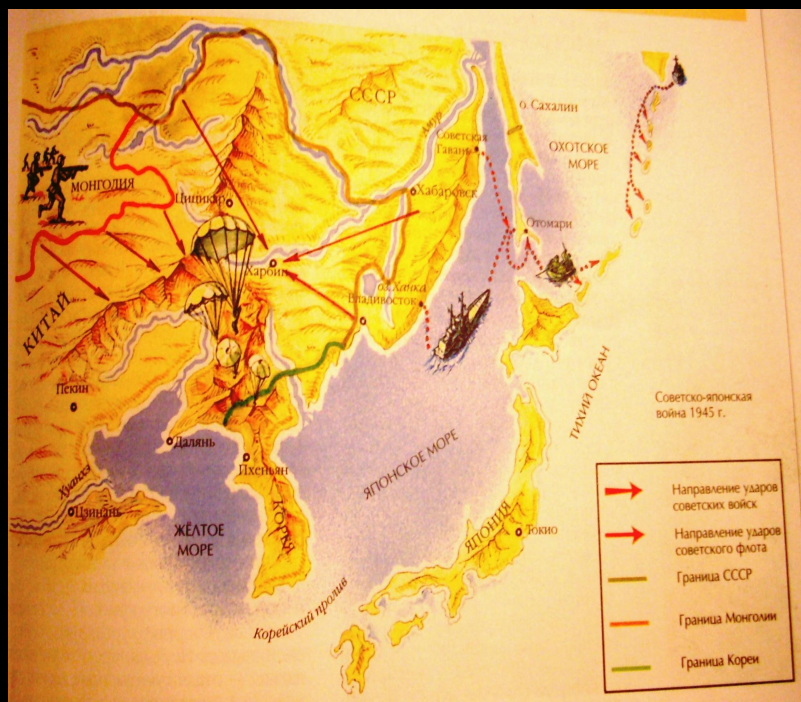 СССР
о. Сахалин
Амур
Советская
Гавань
ОХОТСКОЕ
МОРЕ
МОНГОЛИЯ
Цицикар
Хабаровск
Отомари
Харбин
оз. Ханка
Владивосток
КИТАЙ
Пекин
ТИХИЙ ОКЕАН
Советско-японская
война 1945 г.
Далянь
Пхеньян
ЯПОНСКОЕ МОРЕ
Хуанхэ
Цзинань
ЖЁЛТОЕ
МОРЕ
КОРЕЯ
ЯПОНИЯ
Токио
Корейский пролив
Направление ударов
советских войск
Направление ударов
советского флота
Граница СССР
Граница Монголии
Граница Кореи